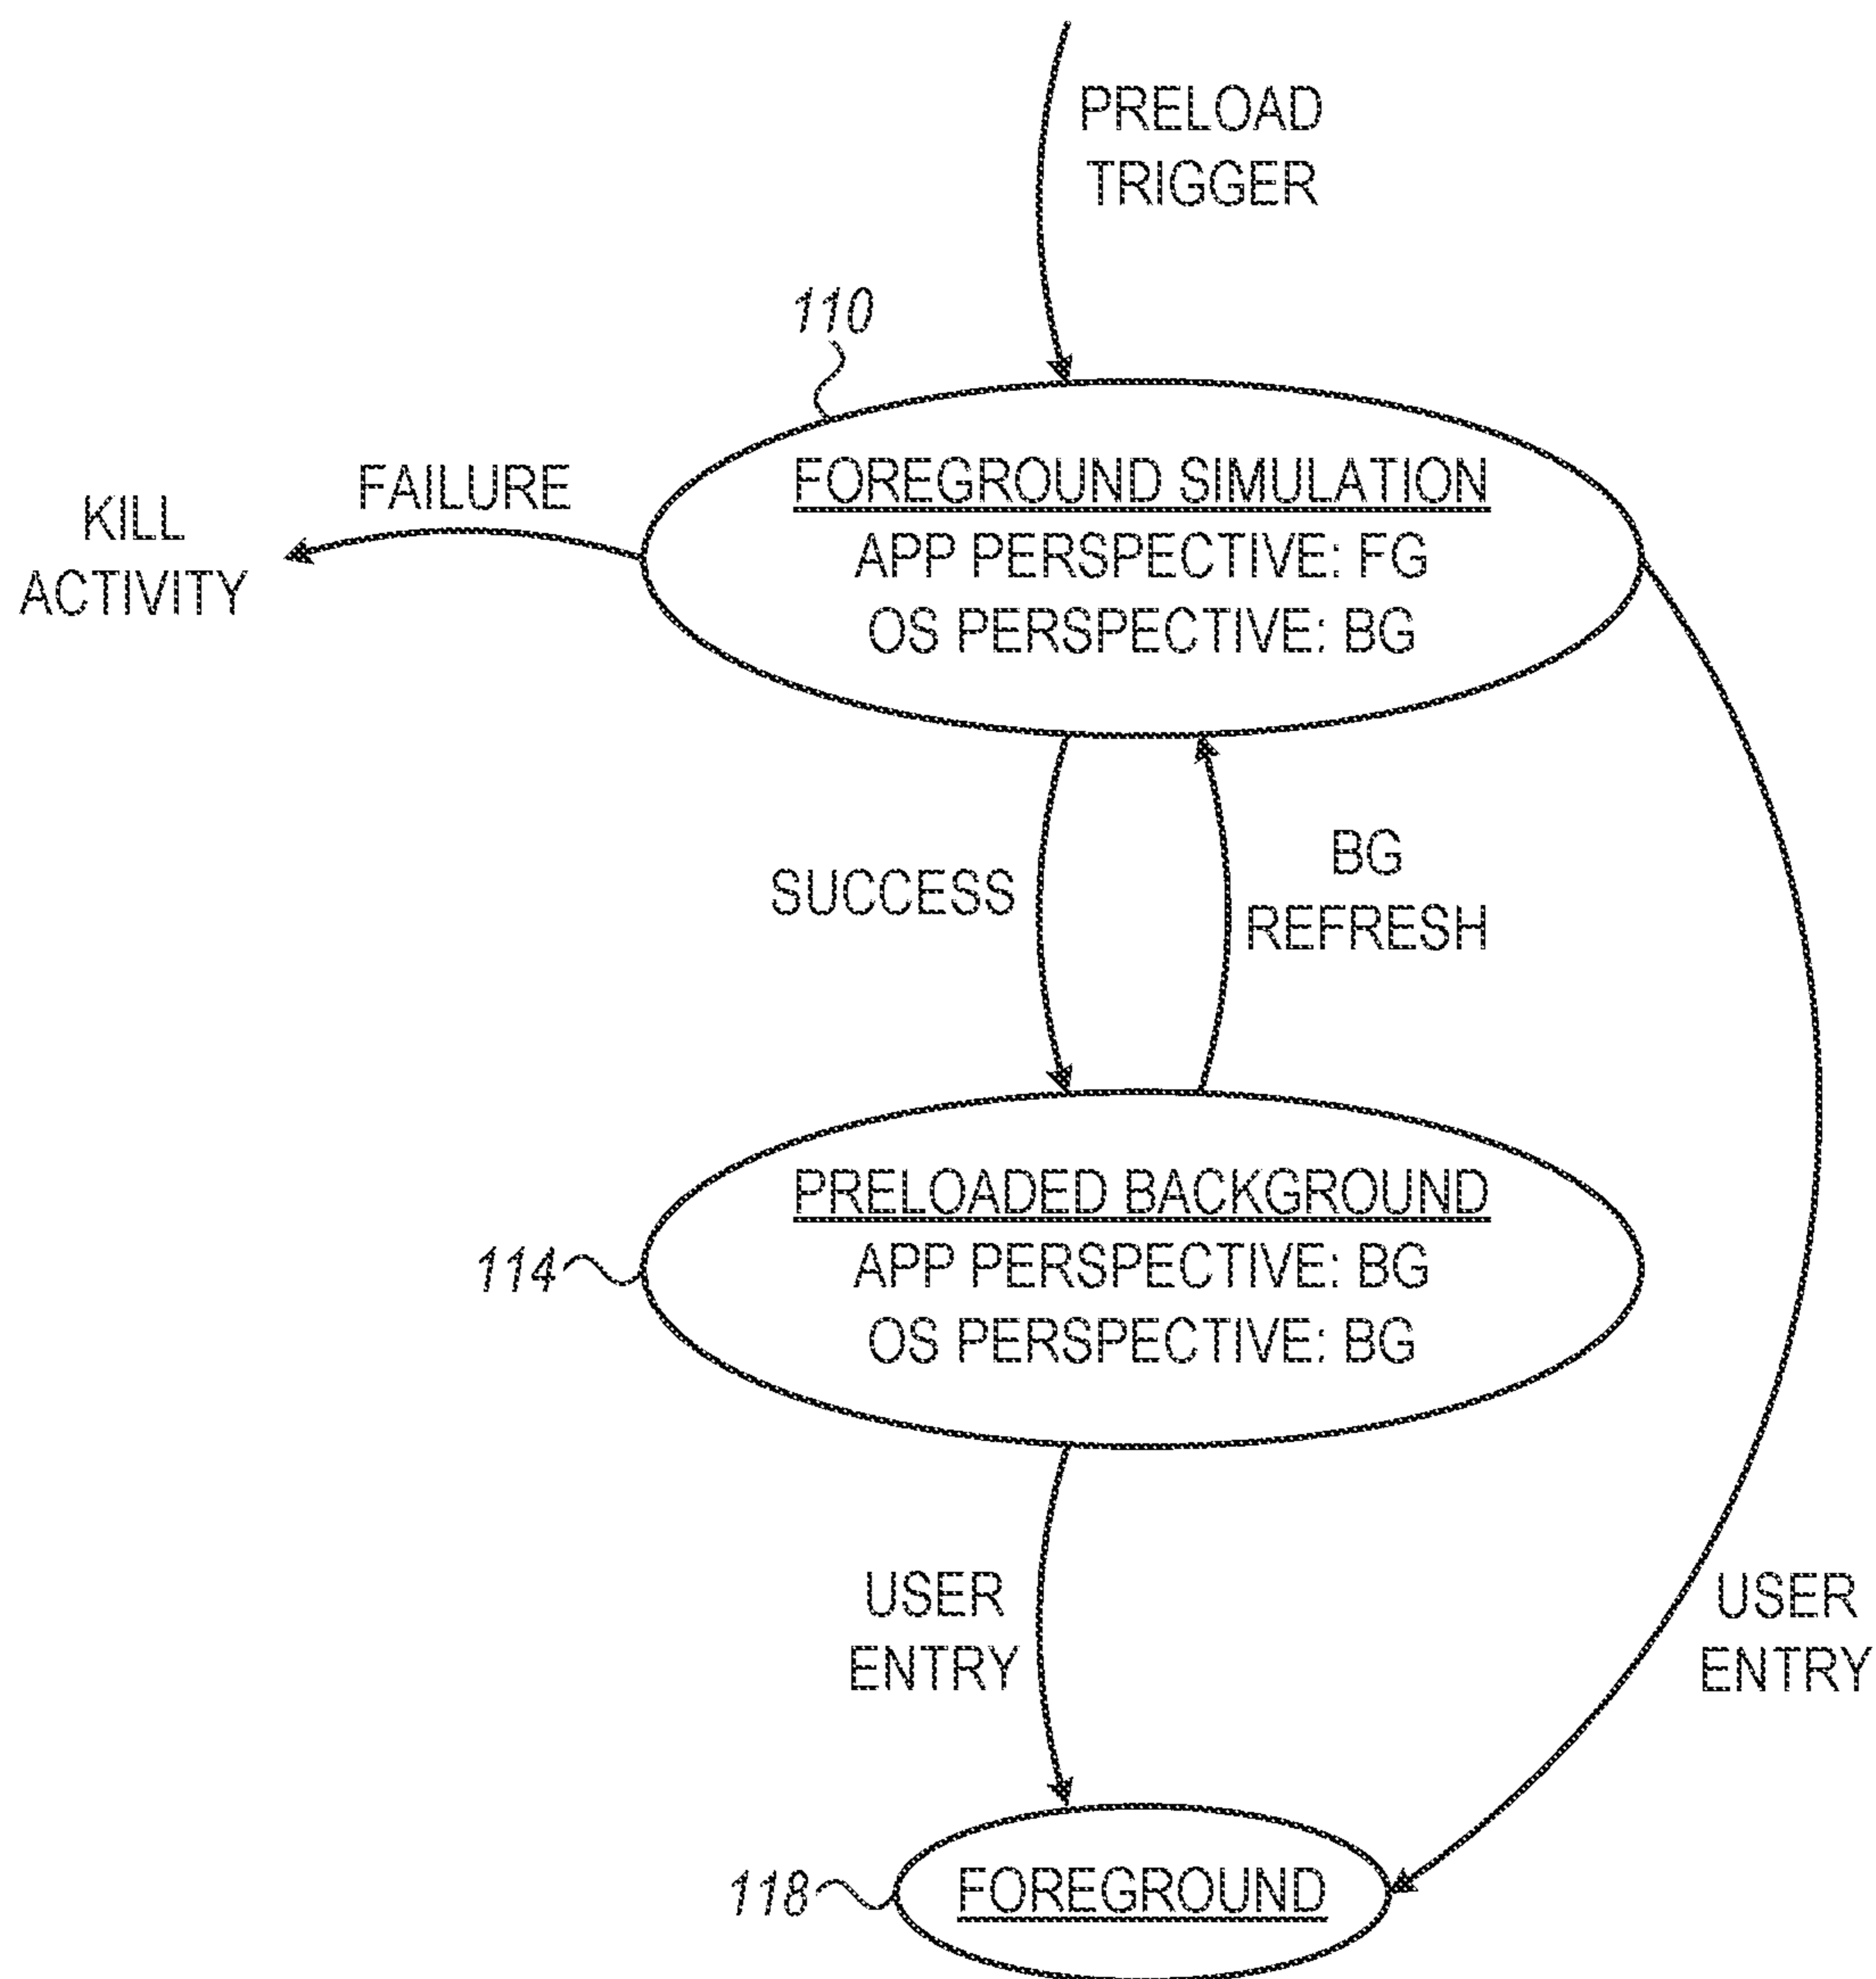 PRELOAD
TRIGGER
110
FOREGROUND SIMULATION
APP PERSPECTIVE: FG
OS PERSPECTIVE: BG
FAILURE
KILL
ACTIVITY
SUCCESS
BG
REFRESH
PRELOADED BACKGROUND
APP PERSPECTIVE: BG
OS PERSPECTIVE: BG
114
USER
ENTRY
USER
ENTRY
118
FOREGROUND